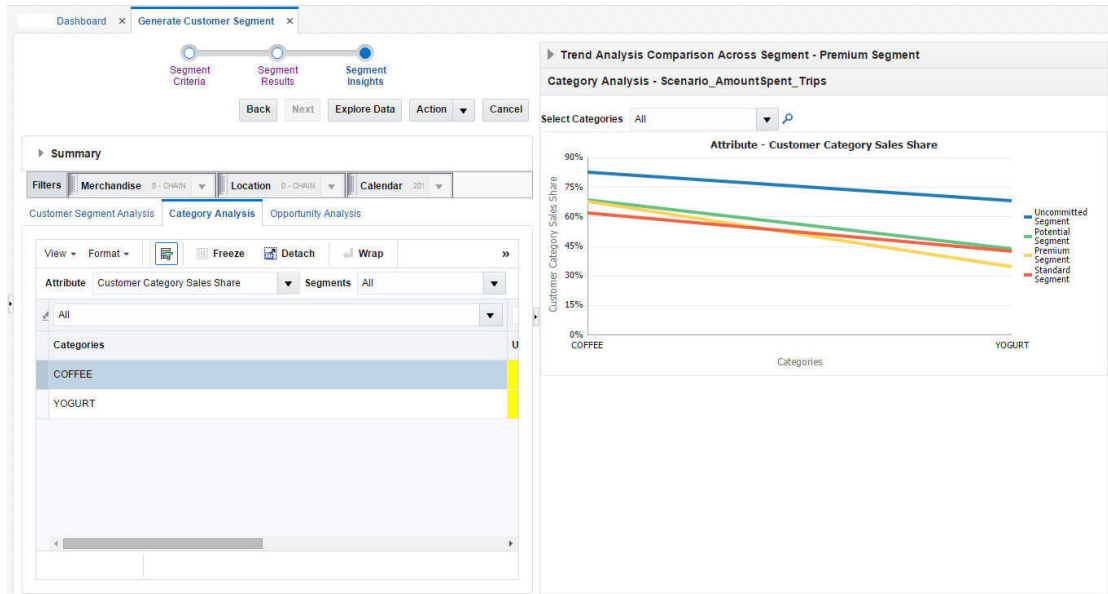 Dashboard × Generate Customer Segment ×
Segment Criteria
Segment Results
Segment Insights
Back Next Explore Data Action Cancel
Summary
Filters Merchandise 0 - CHAIN Location 0 - CHAIN Calendar 201
Customer Segment Analysis Category Analysis Opportunity Analysis
View Format Freeze Detach Wrap »
Attribute Customer Category Sales Share Segments All
All
Categories U
COFFEE
YOGURT
Trend Analysis Comparison Across Segment - Premium Segment
Category Analysis - Scenario_AmountSpent_Trips
Select Categories All
Attribute - Customer Category Sales Share
Customer Category Sales Share
90%
75%
60%
45%
30%
15%
0%
COFFEE YOGURT
Categories
Uncommitted Segment
Potential Segment
Premium Segment
Standard Segment